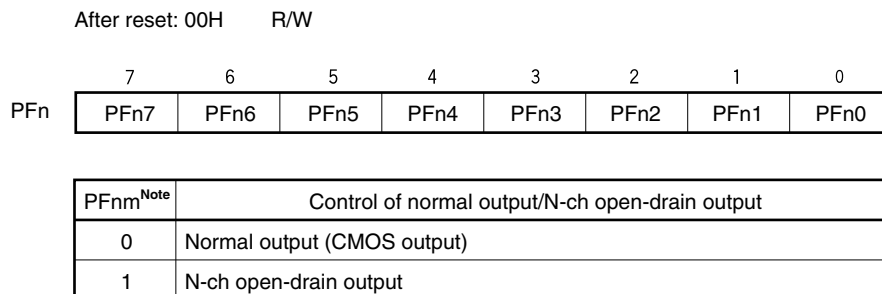 After reset: 00H R/W
7 6 5 4 3 2 1 0
PFn PFn7 PFn6 PFn5 PFn4 PFn3 PFn2 PFn1 PFn0
PFnmNote Control of normal output/N-ch open-drain output
0 Normal output (CMOS output)
1 N-ch open-drain output